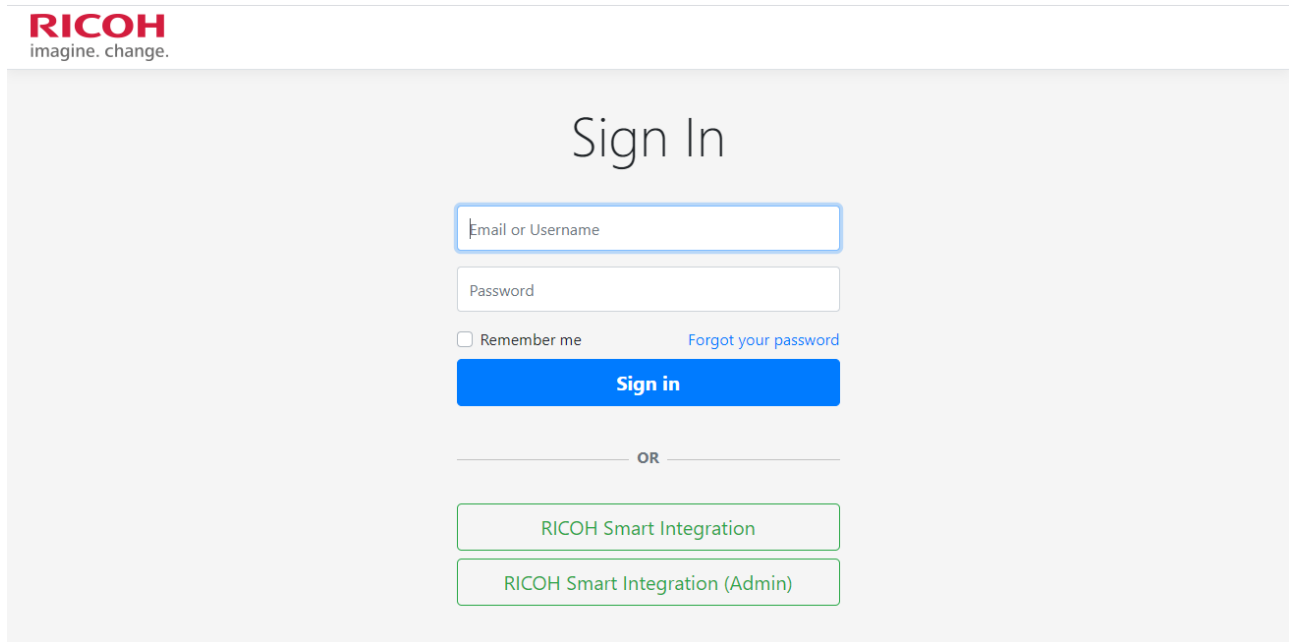 RICOH
imagine. change.
Sign In
Email or Username
Password
Remember me Forgot your password
Sign in
OR
RICOH Smart Integration
RICOH Smart Integration (Admin)